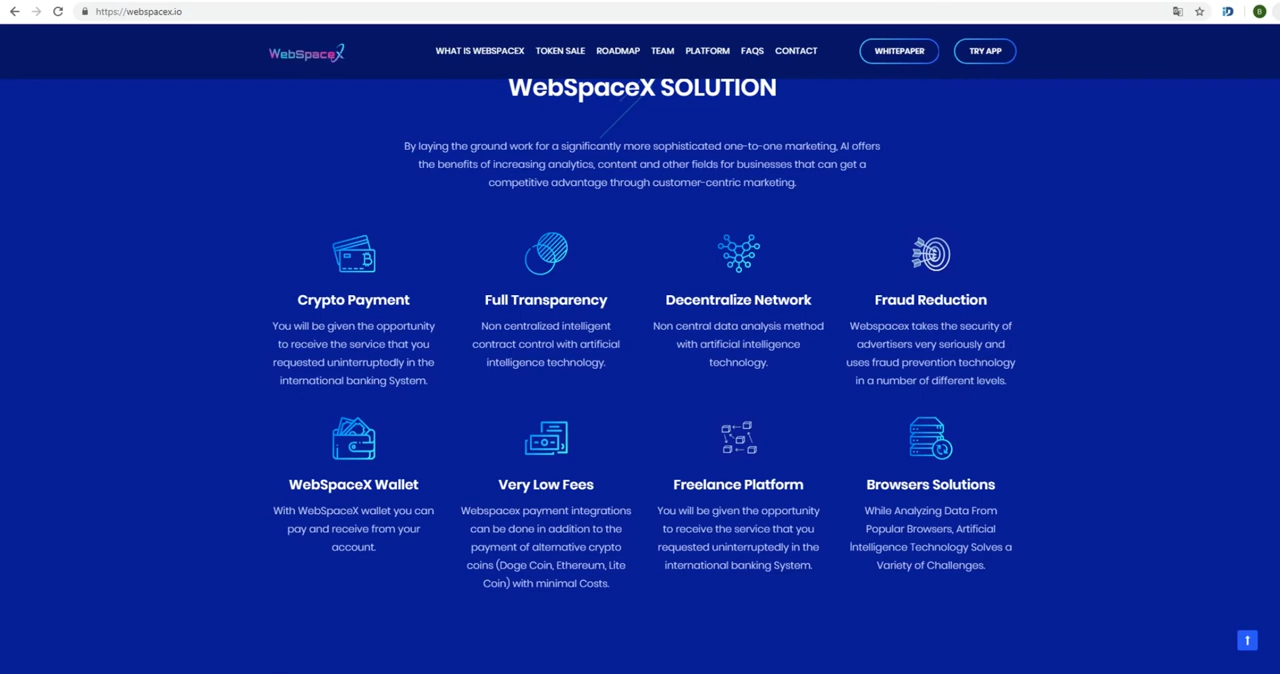 https://webspacex.io
B
WebSpaceX
WHAT IS WEBSPACEX TOKEN SALE ROADMAP TEAM PLATFORM FAQS CONTACT WHITEPAPER TRY APP
WebSpaceX SOLUTION
By laying the ground work for a significantly more sophisticated one-to-one marketing, AI offers
the benefits of increasing analytics, content and other fields for businesses that can get a
competitive advantage through customer-centric marketing.
Crypto Payment
You will be given the opportunity
to receive the service that you
requested uninterruptedly in the
international banking System.
Full Transparency
Non centralized intelligent
contract control with artificial
intelligence technology.
Decentralize Network
Non central data analysis method
with artificial intelligence
technology.
Fraud Reduction
Webspacex takes the security of
advertisers very seriously and
uses fraud prevention technology
in a number of different levels.
WebSpaceX Wallet
With WebSpaceX wallet you can
pay and receive from your
account.
Very Low Fees
Webspacex payment integrations
can be done in addition to the
payment of alternative crypto
coins (Doge Coin, Ethereum, Lite
Coin) with minimal Costs.
Freelance Platform
You will be given the opportunity
to receive the service that you
requested uninterruptedly in the
international banking System.
Browsers Solutions
While Analyzing Data From
Popular Browsers, Artificial
İntelligence Technology Solves a
Variety of Challenges.